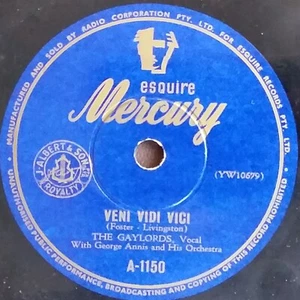 MANUFACTURED AND SOLD BY RADIO CORPORATION PTY. LTD. FOR ESQUIRE RECORDS PTY. LTD.
esquire
Mercury
J. ALBERT & SON
ROYALTY
(YW10679)
VENI VIDI VICI
(Foster - Livingston)
THE GAYLORDS, Vocal
With George Annis and His Orchestra
A-1150
UNAUTHORISED PUBLIC PERFORMANCE, BROADCASTING AND COPYING OF THIS RECORD PROHIBITED